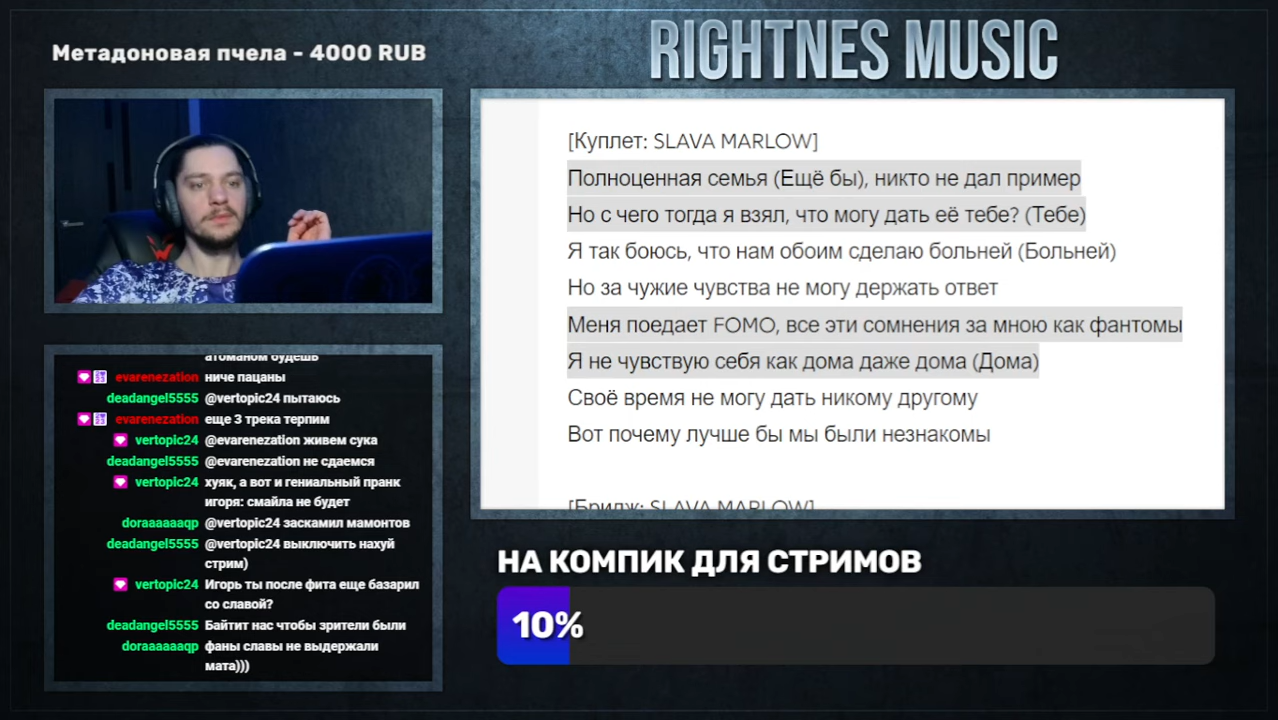 Метадоновая пчела - 4000 RUB
RIGHTNES MUSIC
[Куплет: SLAVA MARLOW]
Полноценная семья (Ещё бы), никто не дал пример
Но с чего тогда я взял, что могу дать её тебе? (Тебе)
Я так боюсь, что нам обоим сделаю больней (Больней)
Но за чужие чувства не могу держать ответ
Меня поедает FOMO, все эти сомнения за мною как фантомы
Я не чувствую себя как дома даже дома (Дома)
Своё время не могу дать никому другому
Вот почему лучше бы мы были незнакомы
[Бридж: SLAVA MARLOW]
атоманом будешь
evarenezation ниче пацаны
deadangel5555 @vertopic24 пытаюсь
evarenezation еще 3 трека терпим
vertopic24 @evarenezation живем сука
deadangel5555 @evarenezation не сдаемся
vertopic24 хуяк, а вот и гениальный пранк
игоря: смайла не будет
doraaaaaaqp @vertopic24 заскамил мамонтов
deadangel5555 @vertopic24 выключить нахуй
стрим)
vertopic24 Игорь ты после фита еще базарил
со славой?
deadangel5555 Байтит нас чтобы зрители были
doraaaaaaqp фаны славы не выдержали
мата)))
НА КОМПИК ДЛЯ СТРИМОВ
10%